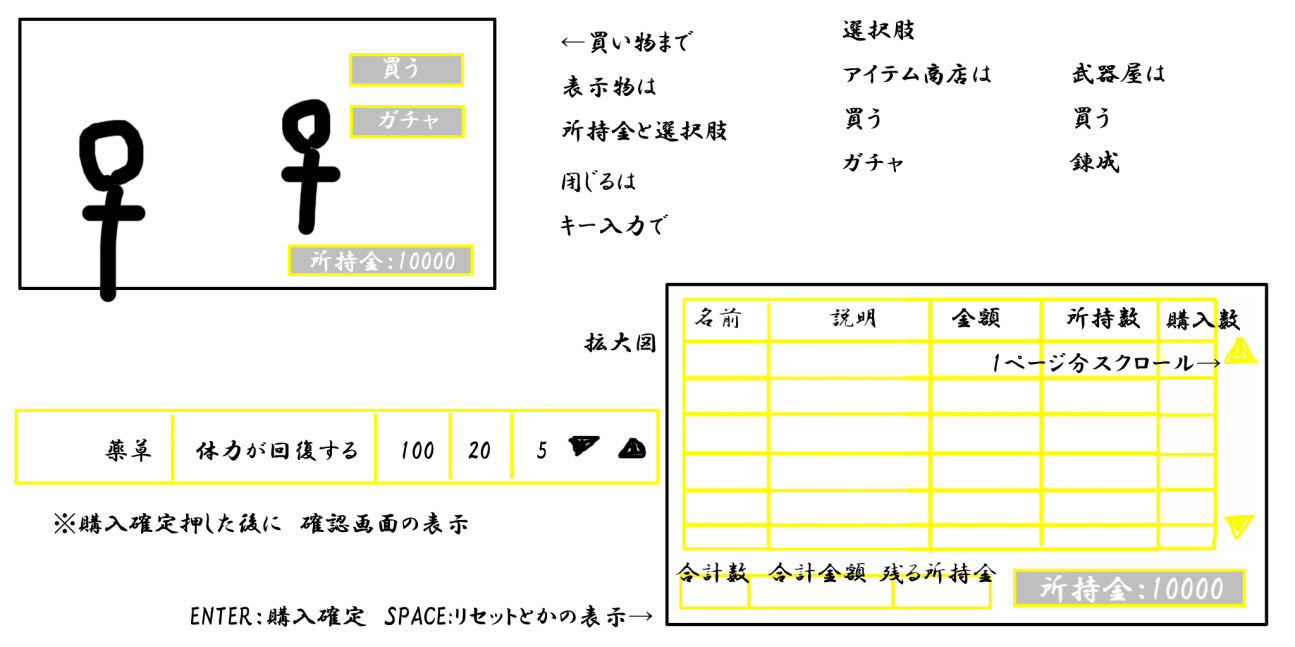 買う
ガチャ
所持金:10000
←買い物まで
表示物は
所持金と選択肢
閉じるは
キー入力で
選択肢
アイテム商店は
買う
ガチャ
武器屋は
買う
錬成
拡大図
薬草 体力が回復する 100 20 5 ▼ ▲
※購入確定押した後に 確認画面の表示
ENTER:購入確定 SPACE:リセットとかの表示→
名前 説明 金額 所持数 購入数
1ページ分スクロール→
合計数 合計金額 残る所持金
所持金:10000